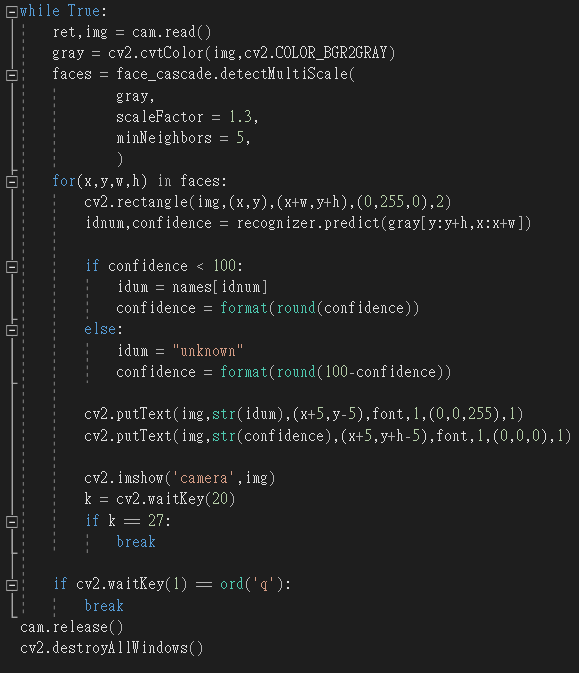 while True:
    ret,img = cam.read()
    gray = cv2.cvtColor(img,cv2.COLOR_BGR2GRAY)
    faces = face_cascade.detectMultiScale(
            gray,
            scaleFactor = 1.3,
            minNeighbors = 5,
            )
    for(x,y,w,h) in faces:
        cv2.rectangle(img,(x,y),(x+w,y+h),(0,255,0),2)
        idnum,confidence = recognizer.predict(gray[y:y+h,x:x+w])

        if confidence < 100:
            idum = names[idnum]
            confidence = format(round(confidence))
        else:
            idum = "unknown"
            confidence = format(round(100-confidence))

        cv2.putText(img,str(idum),(x+5,y-5),font,1,(0,0,255),1)
        cv2.putText(img,str(confidence),(x+5,y+h-5),font,1,(0,0,0),1)

        cv2.imshow('camera',img)
        k = cv2.waitKey(20)
        if k == 27:
            break

    if cv2.waitKey(1) == ord('q'):
        break
cam.release()
cv2.destroyAllWindows()